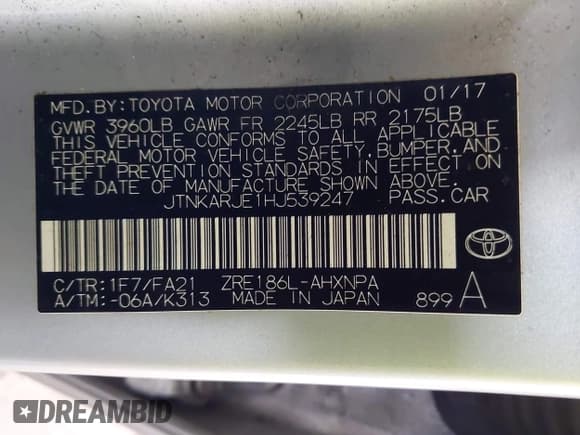 MFD. BY: TOYOTA MOTOR CORPORATION 01/17
GVWR 3960LB GAWR FR 2245LB RR 2175LB
THIS VEHICLE CONFORMS TO ALL APPLICABLE
FEDERAL MOTOR VEHICLE SAFETY, BUMPER, AND
THEFT PREVENTION STANDARDS IN EFFECT ON
THE DATE OF MANUFACTURE SHOWN ABOVE.
JTNKARJE1HJ539247 PASS. CAR
C/TR: 1F7/FA21 ZRE186L-AHXNPA
A/TM: -06A/K313 MADE IN JAPAN 899 A
DREAMBID